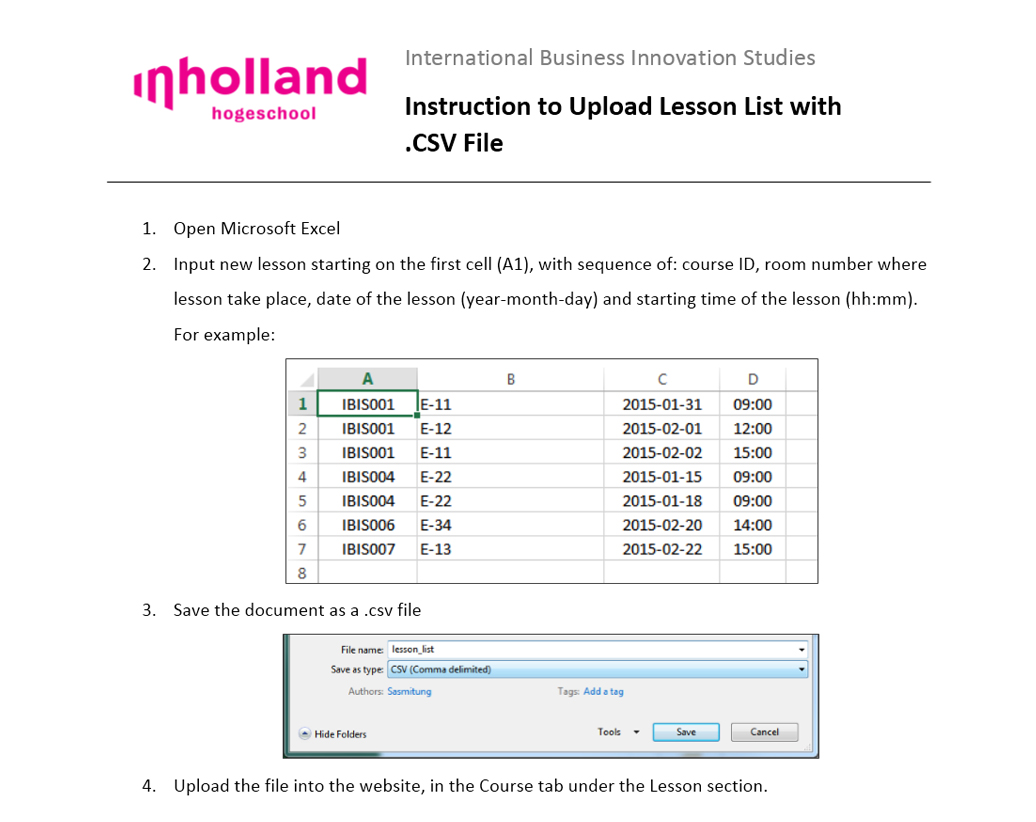 inholland
hogeschool
International Business Innovation Studies
Instruction to Upload Lesson List with
.CSV File
1. Open Microsoft Excel
2. Input new lesson starting on the first cell (A1), with sequence of: course ID, room number where
lesson take place, date of the lesson (year-month-day) and starting time of the lesson (hh:mm).
For example:
A B C D
1 IBIS001 E-11 2015-01-31 09:00
2 IBIS001 E-12 2015-02-01 12:00
3 IBIS001 E-11 2015-02-02 15:00
4 IBIS004 E-22 2015-01-15 09:00
5 IBIS004 E-22 2015-01-18 09:00
6 IBIS006 E-34 2015-02-20 14:00
7 IBIS007 E-13 2015-02-22 15:00
8
3. Save the document as a .csv file
File name: lesson_list
Save as type: CSV (Comma delimited)
Authors: Sasmitung Tags: Add a tag
Hide Folders Tools Save Cancel
4. Upload the file into the website, in the Course tab under the Lesson section.